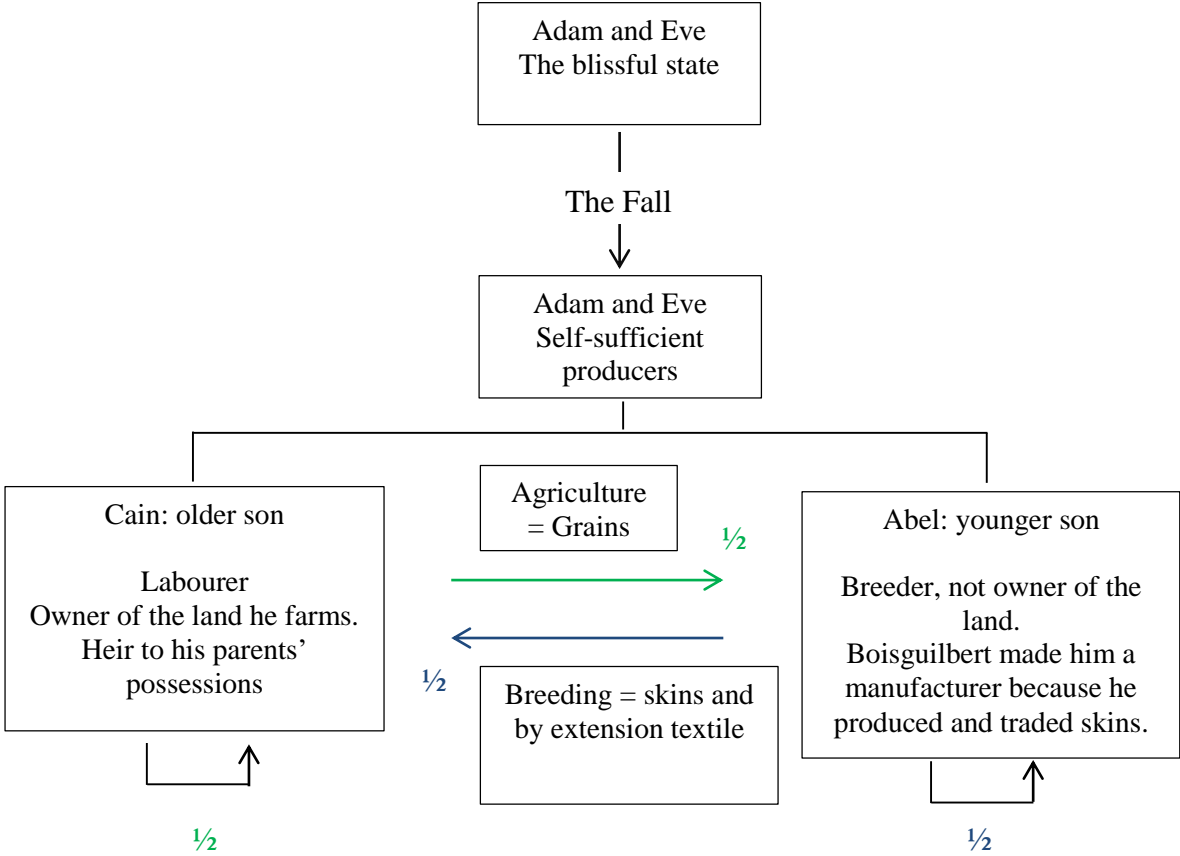 Adam and Eve
The blissful state
The Fall
Adam and Eve
Self-sufficient
producers
Cain: older son
Labourer
Owner of the land he farms.
Heir to his parents’
possessions
½
Agriculture
= Grains
½
½
Breeding = skins and
by extension textile
Abel: younger son
Breeder, not owner of the
land.
Boisguilbert made him a
manufacturer because he
produced and traded skins.
½